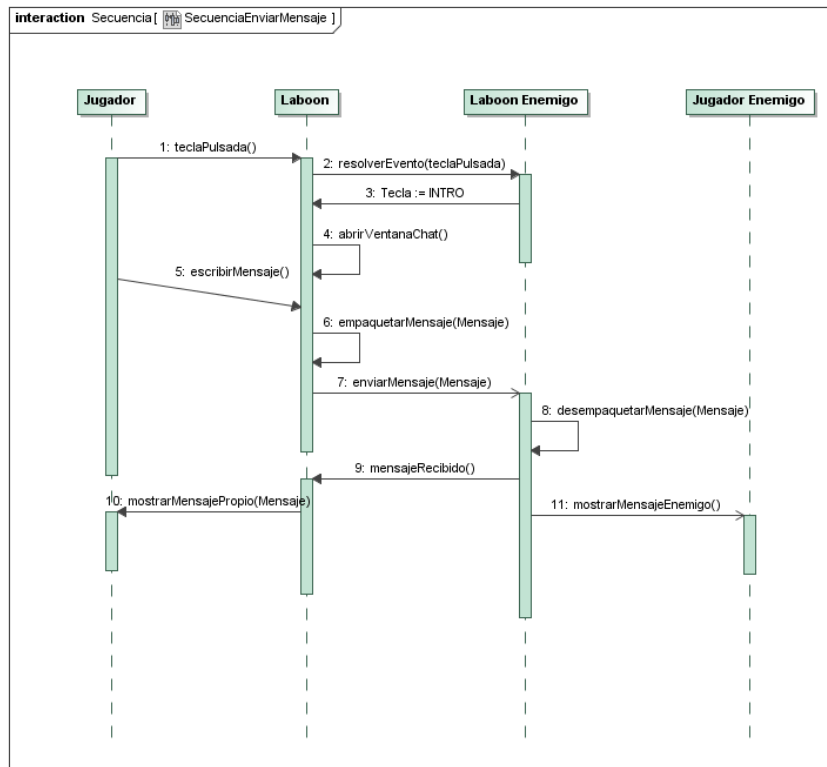 interaction Secuencia [ SecuenciaEnviarMensaje ]
Jugador
Laboon
Laboon Enemigo
Jugador Enemigo
1: teclaPulsada()
2: resolverEvento(teclaPulsada)
3: Tecla := INTRO
4: abrirVentanaChat()
5: escribirMensaje()
6: empaquetarMensaje(Mensaje)
7: enviarMensaje(Mensaje)
8: desempaquetarMensaje(Mensaje)
9: mensajeRecibido()
10: mostrarMensajePropio(Mensaje)
11: mostrarMensajeEnemigo()